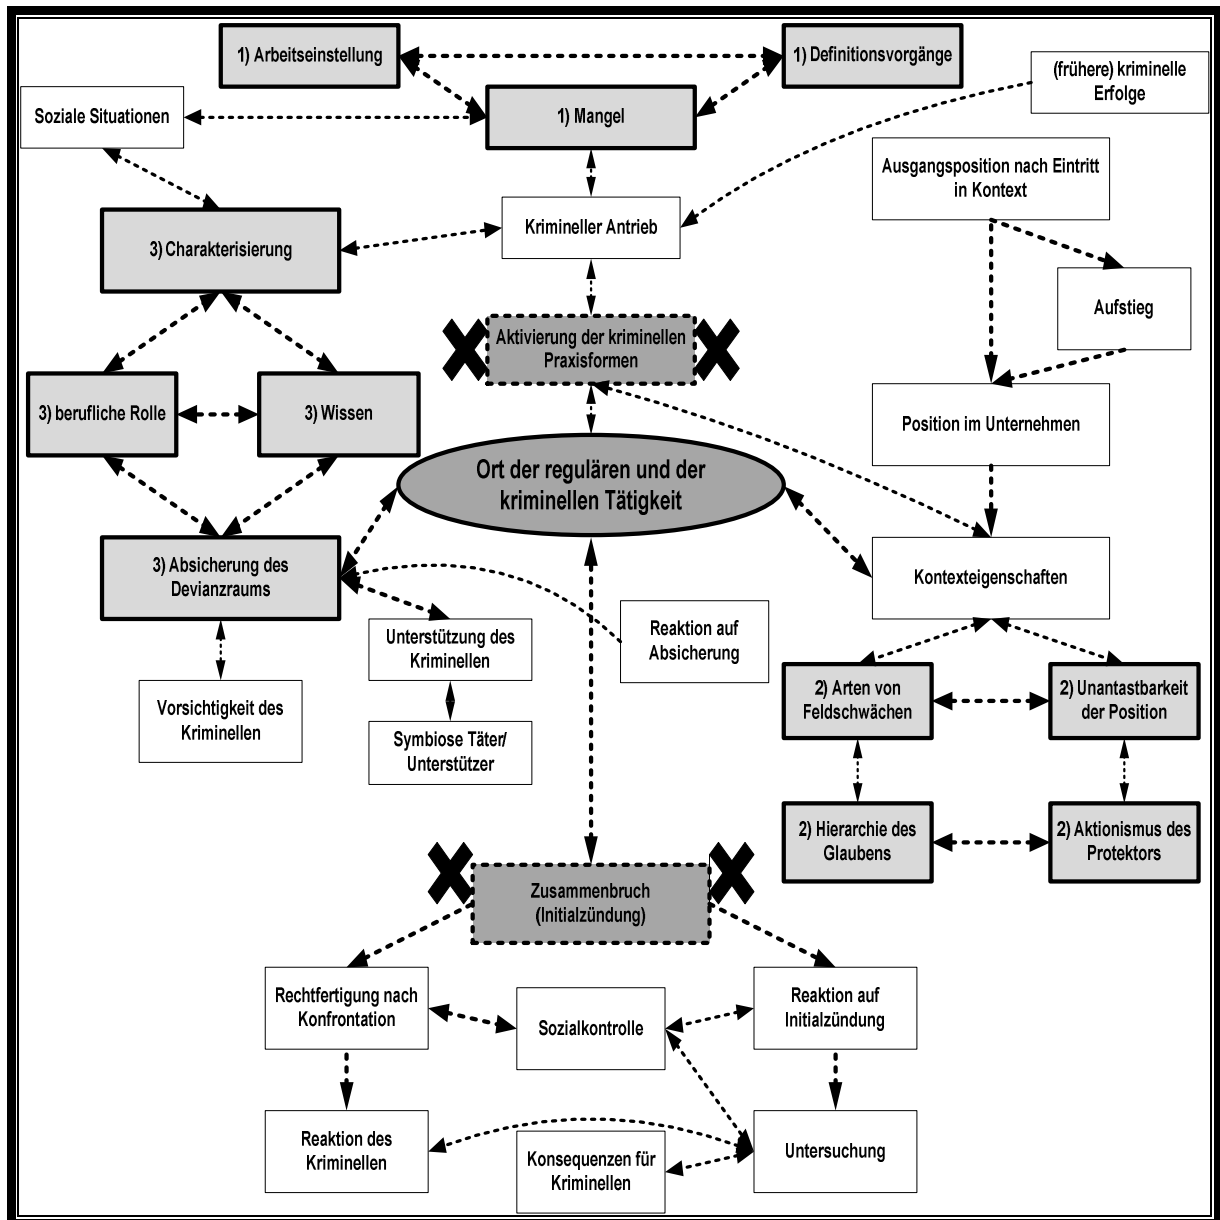 1) Arbeitseinstellung
1) Definitionsvorgänge
(frühere) kriminelle
Erfolge
Soziale Situationen
1) Mangel
Ausgangsposition nach Eintritt
in Kontext
3) Charakterisierung
Krimineller Antrieb
Aufstieg
Aktivierung der kriminellen
Praxisformen
3) berufliche Rolle
3) Wissen
Position im Unternehmen
Ort der regulären und der
kriminellen Tätigkeit
3) Absicherung des
Devianzraums
Kontexteigenschaften
Unterstützung des
Kriminellen
Reaktion auf
Absicherung
2) Arten von
Feldschwächen
2) Unantastbarkeit
der Position
Vorsichtigkeit des
Kriminellen
Symbiose Täter/
Unterstützer
2) Hierarchie des
Glaubens
2) Aktionismus des
Protektors
Zusammenbruch
(Initialzündung)
Rechtfertigung nach
Konfrontation
Sozialkontrolle
Reaktion auf
Initialzündung
Reaktion des
Kriminellen
Konsequenzen für
Kriminellen
Untersuchung